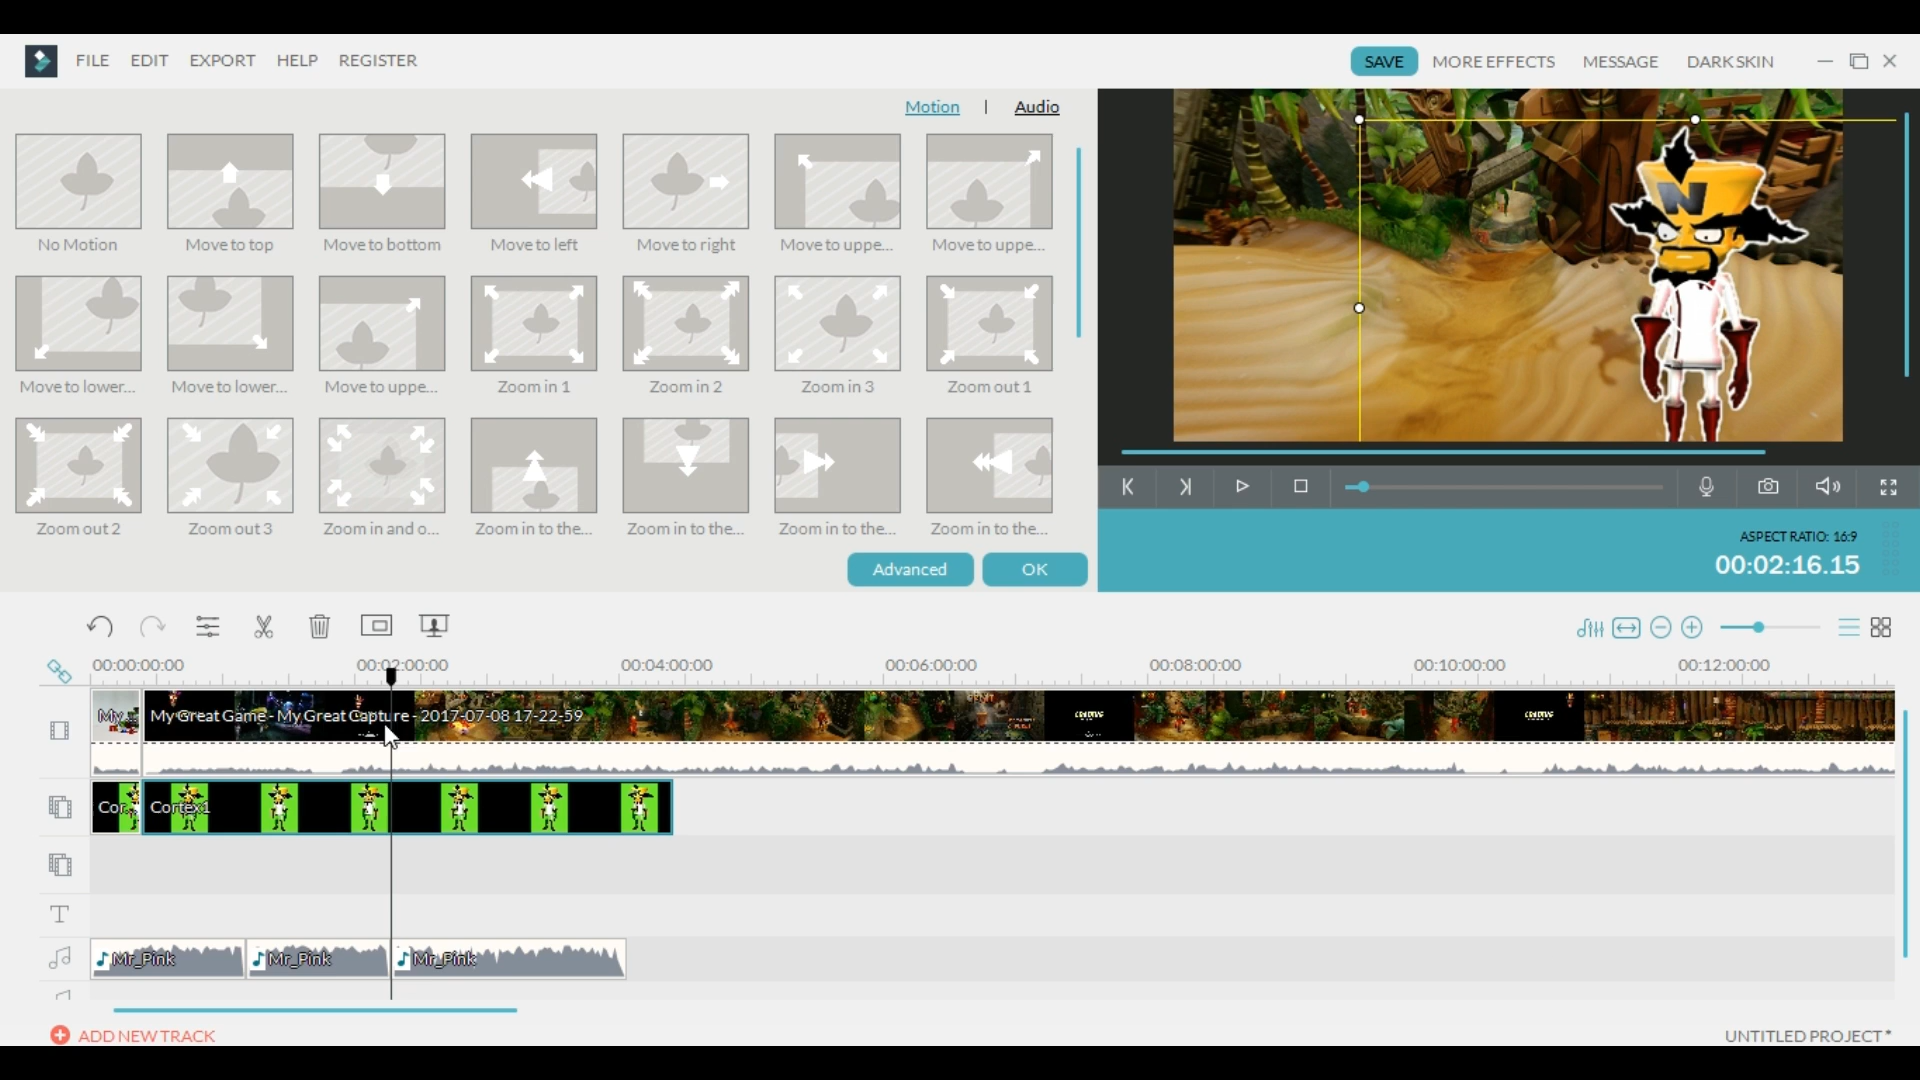 FILE EDIT EXPORT HELP REGISTER
SAVE MORE EFFECTS MESSAGE DARK SKIN
Motion | Audio
No Motion Move to top Move to bottom Move to left Move to right Move to uppe... Move to uppe...
Move to lower... Move to lower... Move to uppe... Zoom in 1 Zoom in 2 Zoom in 3 Zoom out 1
Zoom out 2 Zoom out 3 Zoom in and o... Zoom in to the... Zoom in to the... Zoom in to the... Zoom in to the...
Advanced OK
N
ASPECT RATIO: 16:9
00:02:16.15
00:00:00:00 00:02:00:00 00:04:00:00 00:06:00:00 00:08:00:00 00:10:00:00 00:12:00:00
My... My Great Game - My Great Capture - 2017-07-08 17-22-59
Cor... Cortex1
T
Mr_Pink Mr_Pink Mr_Pink
ADD NEW TRACK
UNTITLED PROJECT *